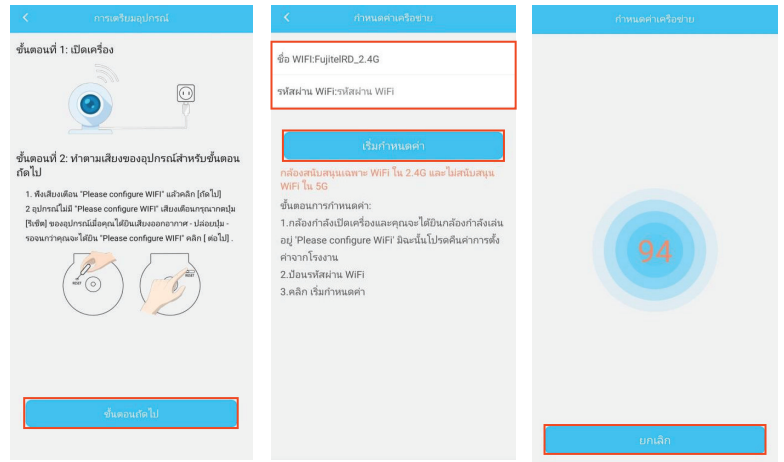 การเตรียมอุปกรณ์
ขั้นตอนที่ 1: เปิดเครื่อง
ขั้นตอนที่ 2: ทำตามเสียงของอุปกรณ์สำหรับขั้นตอน
ถัดไป
1. ฟังเสียงเตือน "Please configure WIFI" แล้วคลิก [ถัดไป]
2 อุปกรณ์ไม่มี "Please configure WIFI" เสียงเตือนกรุณากดปุ่ม
[รีเซ็ต] ของอุปกรณ์เมื่อคุณได้ยินเสียงออกอากาศ - ปล่อยปุ่ม -
รอจนกว่าคุณจะได้ยิน "Please configure WIFI" คลิก [ ต่อไป] .
RESET
RESET
ขั้นตอนถัดไป
กำหนดค่าเครือข่าย
ชื่อ WIFI:FujitelRD_2.4G
รหัสผ่าน WiFi:รหัสผ่าน WiFi
เริ่มกำหนดค่า
กล้องสนับสนุนเฉพาะ WiFi ใน 2.4G และไม่สนับสนุน
WiFi ใน 5G
ขั้นตอนการกำหนดค่า:
1.กล้องกำลังเปิดเครื่องและคุณจะได้ยินกล้องกำลังเล่น
อยู่ 'Please configure WiFi' มิฉะนั้นโปรดคืนค่าการตั้ง
ค่าจากโรงงาน
2.ป้อนรหัสผ่าน WiFi
3.คลิก เริ่มกำหนดค่า
กำหนดค่าเครือข่าย
94
ยกเลิก